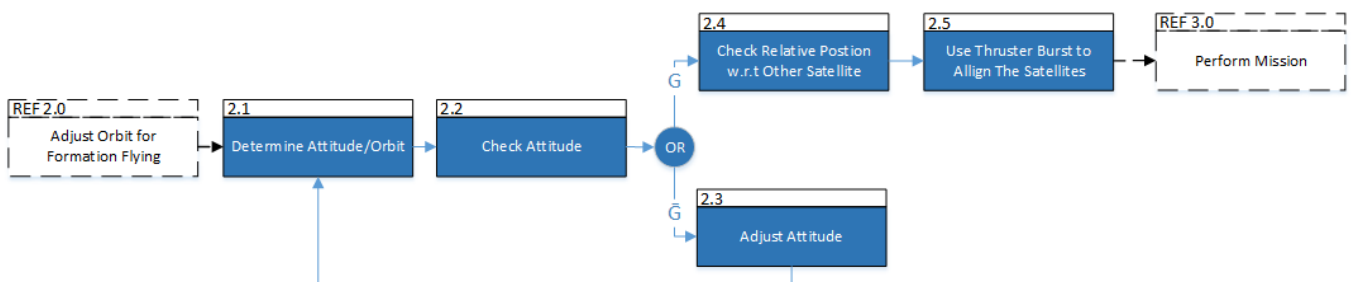 2.4
Check Relative Postion
w.r.t Other Satellite
2.5
Use Thruster Burst to
Allign The Satellites
REF 3.0
Perform Mission
G
REF 2.0
Adjust Orbit for
Formation Flying
2.1
Determine Attitude/Orbit
2.2
Check Attitude
OR
Ḡ
2.3
Adjust Attitude